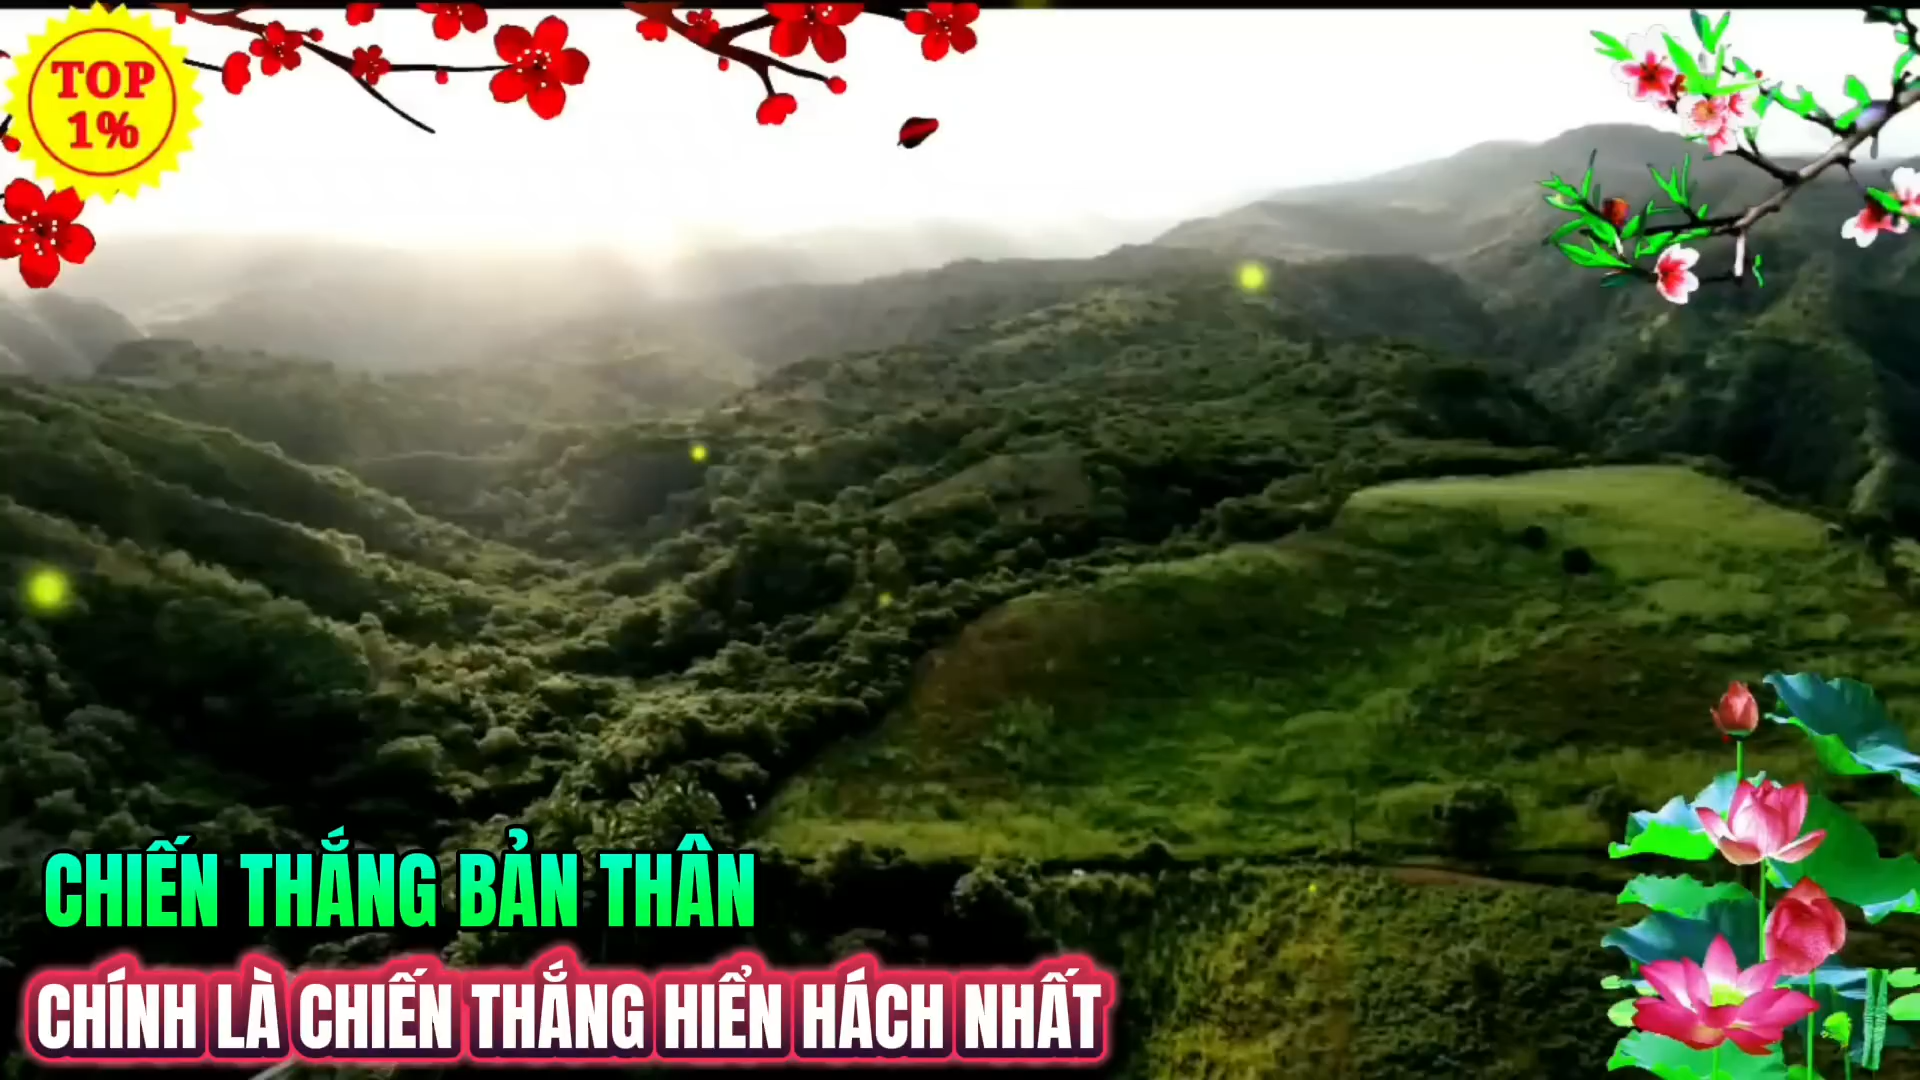 TOP
1%
CHIẾN THẮNG BẢN THÂN
CHÍNH LÀ CHIẾN THẮNG HIỂN HÁCH NHẤT